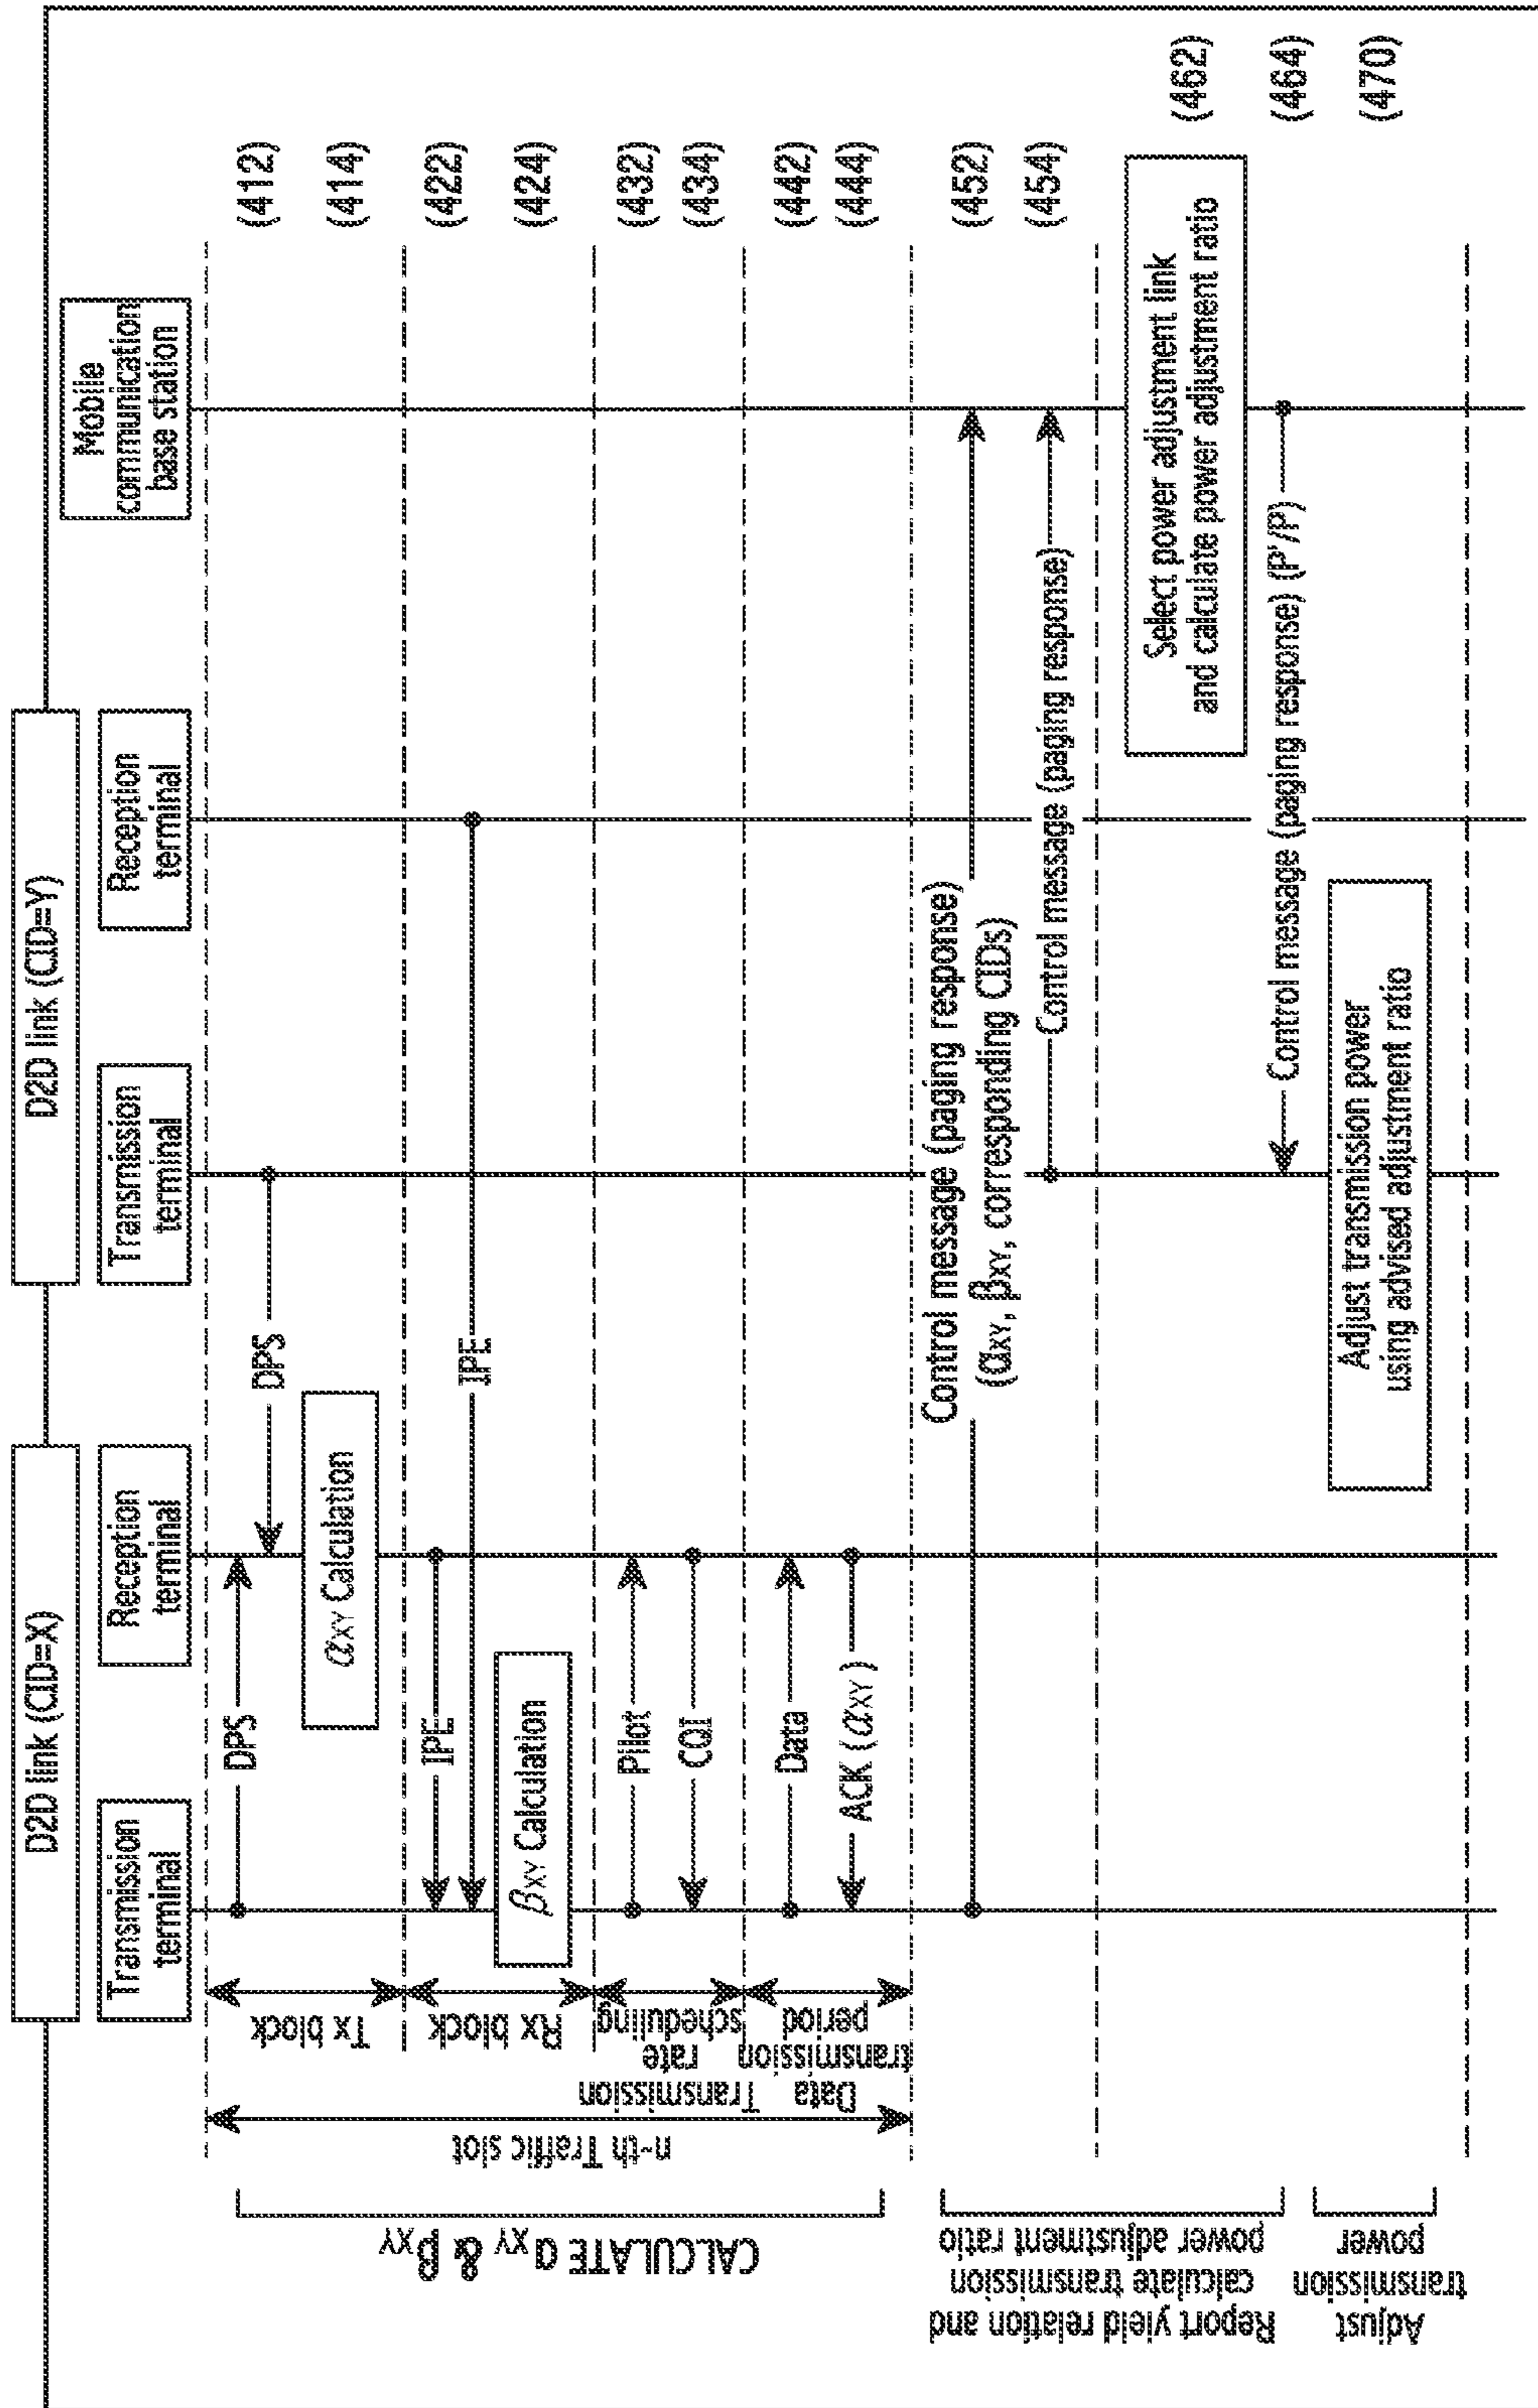 D2D link (CID=X)
D2D link (CID=Y)
Transmission
terminal
Reception
terminal
Transmission
terminal
Reception
terminal
Mobile
communication
base station
DPS
DPS
(412)
αXY Calculation
(414)
IPE
IPE
(422)
βXY Calculation
(424)
Pilot
(432)
CQI
(434)
Data
(442)
ACK (αXY)
(444)
Control message (paging response)
(αXY, βXY, corresponding CIDs)
(452)
Control message (paging response)
(454)
Select power adjustment link
and calculate power adjustment ratio
(462)
Control message (paging response) (P'/P)
(464)
Adjust transmission power
using advised adjustment ratio
(470)
Tx block
Rx block
Transmission
rate
scheduling
Data
transmission
period
n-th Traffic slot
CALCULATE αXY & βXY
Report yield relation and
calculate transmission
power adjustment ratio
Adjust
transmission
power